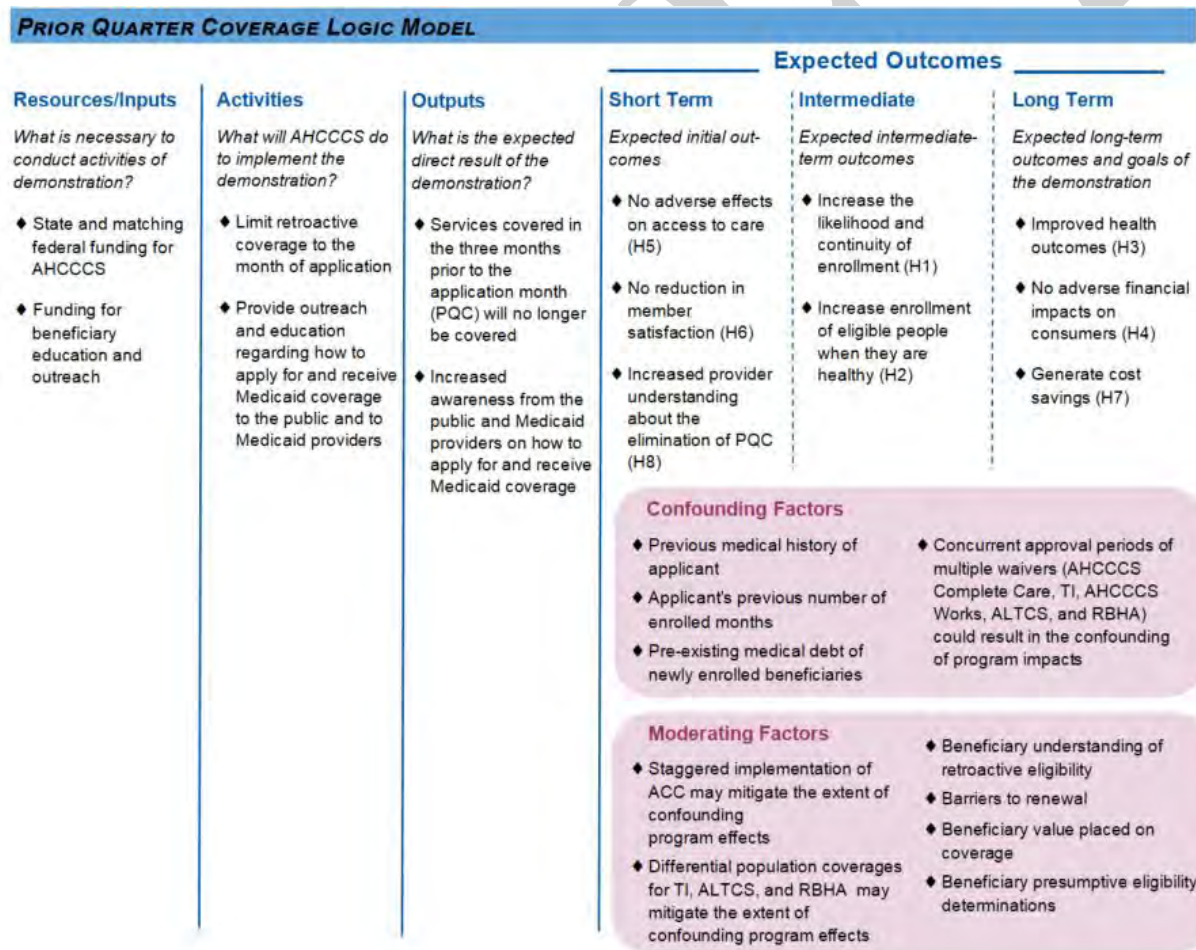 PRIOR QUARTER COVERAGE LOGIC MODEL
Expected Outcomes
Resources/Inputs
What is necessary to
conduct activities of
demonstration?
♦ State and matching
federal funding for
AHCCCS
♦ Funding for
beneficiary
education and
outreach
Activities
What will AHCCCS do
to implement the
demonstration?
♦ Limit retroactive
coverage to the
month of application
♦ Provide outreach
and education
regarding how to
apply for and receive
Medicaid coverage
to the public and to
Medicaid providers
Outputs
What is the expected
direct result of the
demonstration?
♦ Services covered in
the three months
prior to the
application month
(PQC) will no longer
be covered
♦ Increased
awareness from the
public and Medicaid
providers on how to
apply for and receive
Medicaid coverage
Short Term
Expected initial out-
comes
♦ No adverse effects
on access to care
(H5)
♦ No reduction in
member
satisfaction (H6)
♦ Increased provider
understanding
about the
elimination of PQC
(H8)
Intermediate
Expected intermediate-
term outcomes
♦ Increase the
likelihood and
continuity of
enrollment (H1)
♦ Increase enrollment
of eligible people
when they are
healthy (H2)
Long Term
Expected long-term
outcomes and goals of
the demonstration
♦ Improved health
outcomes (H3)
♦ No adverse financial
impacts on
consumers (H4)
♦ Generate cost
savings (H7)
Confounding Factors
♦ Previous medical history of
applicant
♦ Applicant's previous number of
enrolled months
♦ Pre-existing medical debt of
newly enrolled beneficiaries
♦ Concurrent approval periods of
multiple waivers (AHCCCS
Complete Care, TI, AHCCCS
Works, ALTCS, and RBHA)
could result in the confounding
of program impacts
Moderating Factors
♦ Staggered implementation of
ACC may mitigate the extent of
confounding
program effects
♦ Differential population coverages
for TI, ALTCS, and RBHA may
mitigate the extent of
confounding program effects
♦ Beneficiary understanding of
retroactive eligibility
♦ Barriers to renewal
♦ Beneficiary value placed on
coverage
♦ Beneficiary presumptive eligibility
determinations